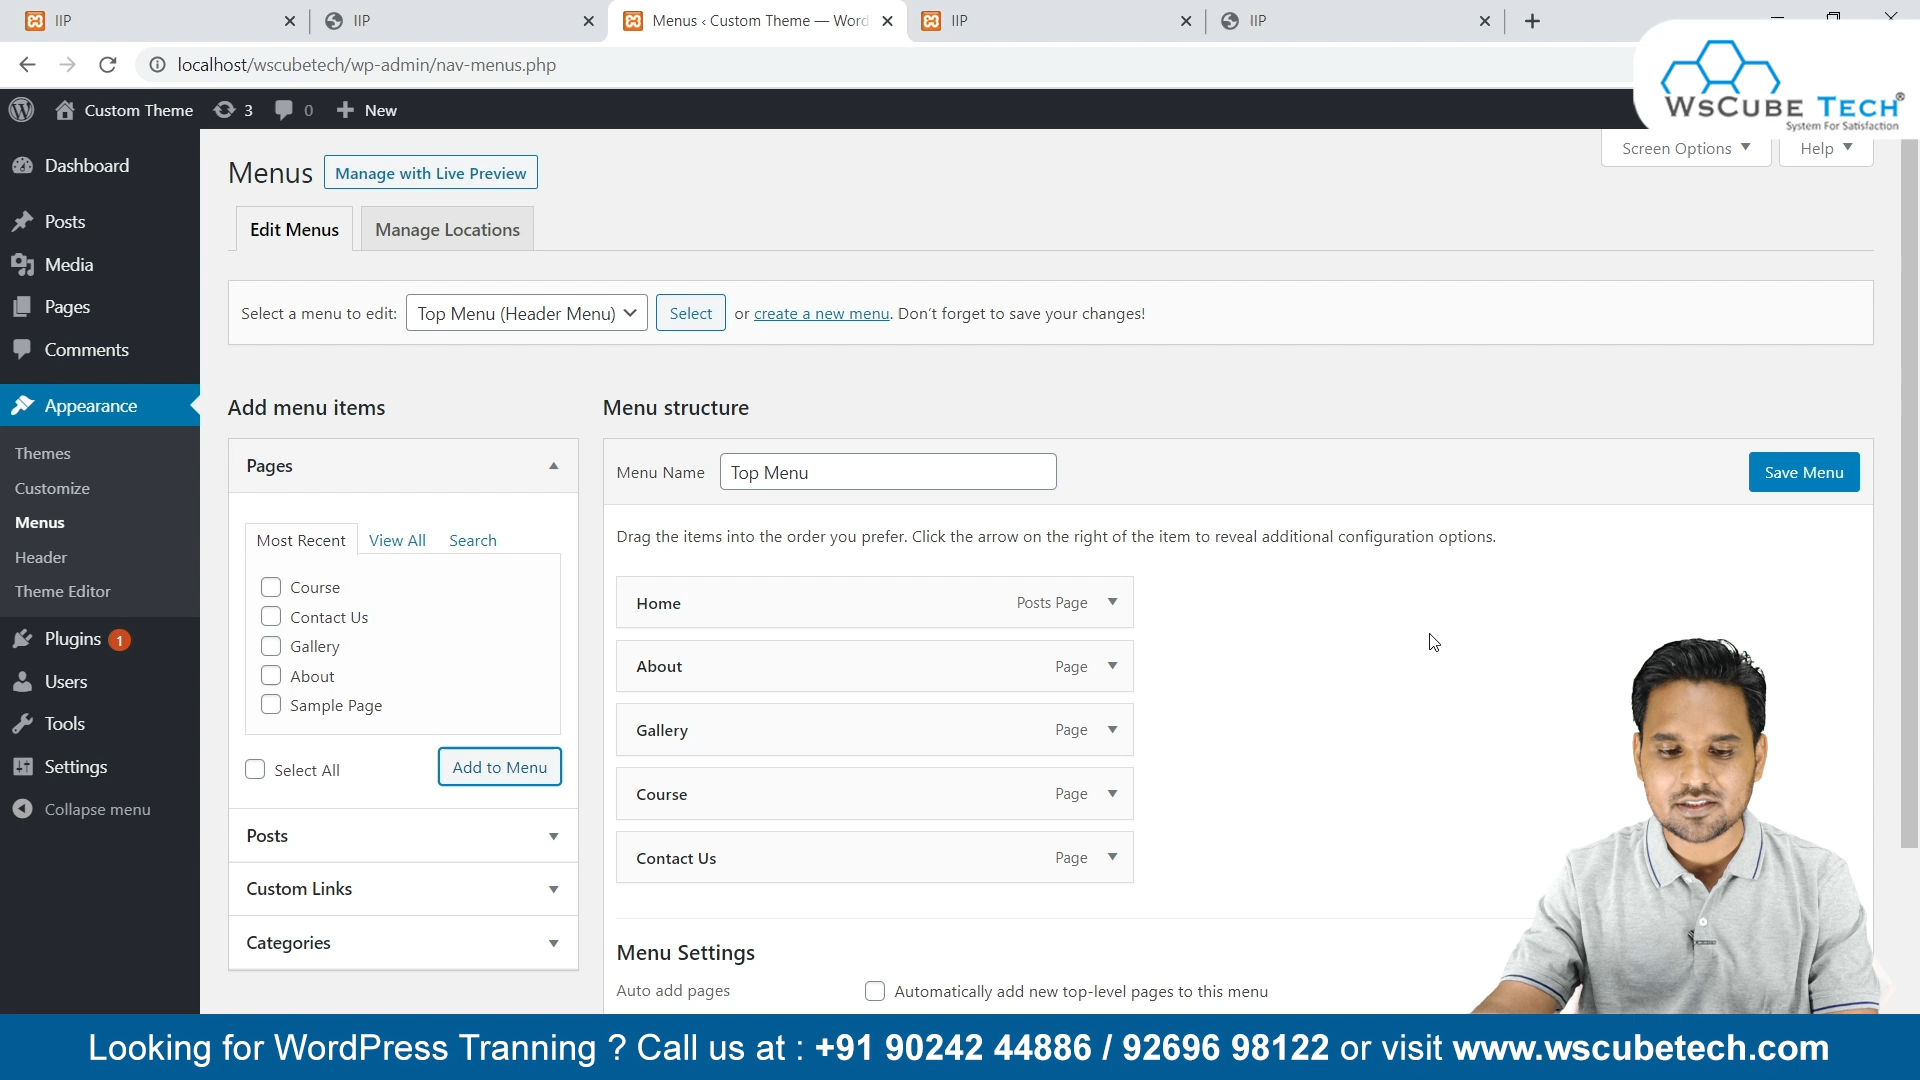 IIP
IIP
Menus ‹ Custom Theme — Word
IIP
IIP
localhost/wscubetech/wp-admin/nav-menus.php
WsCube Tech®
System For Satisfaction
Custom Theme
3
0
New
Screen Options
Help
Dashboard
Posts
Media
Pages
Comments
Appearance
Themes
Customize
Menus
Header
Theme Editor
Plugins 1
Users
Tools
Settings
Collapse menu
Menus
Manage with Live Preview
Edit Menus
Manage Locations
Select a menu to edit: Top Menu (Header Menu) Select or create a new menu. Don't forget to save your changes!
Add menu items
Pages
Most Recent View All Search
Course
Contact Us
Gallery
About
Sample Page
Select All
Add to Menu
Posts
Custom Links
Categories
Menu structure
Menu Name Top Menu
Save Menu
Drag the items into the order you prefer. Click the arrow on the right of the item to reveal additional configuration options.
Home Posts Page
About Page
Gallery Page
Course Page
Contact Us Page
Menu Settings
Auto add pages Automatically add new top-level pages to this menu
Looking for WordPress Tranning ? Call us at : +91 90242 44886 / 92696 98122 or visit www.wscubetech.com